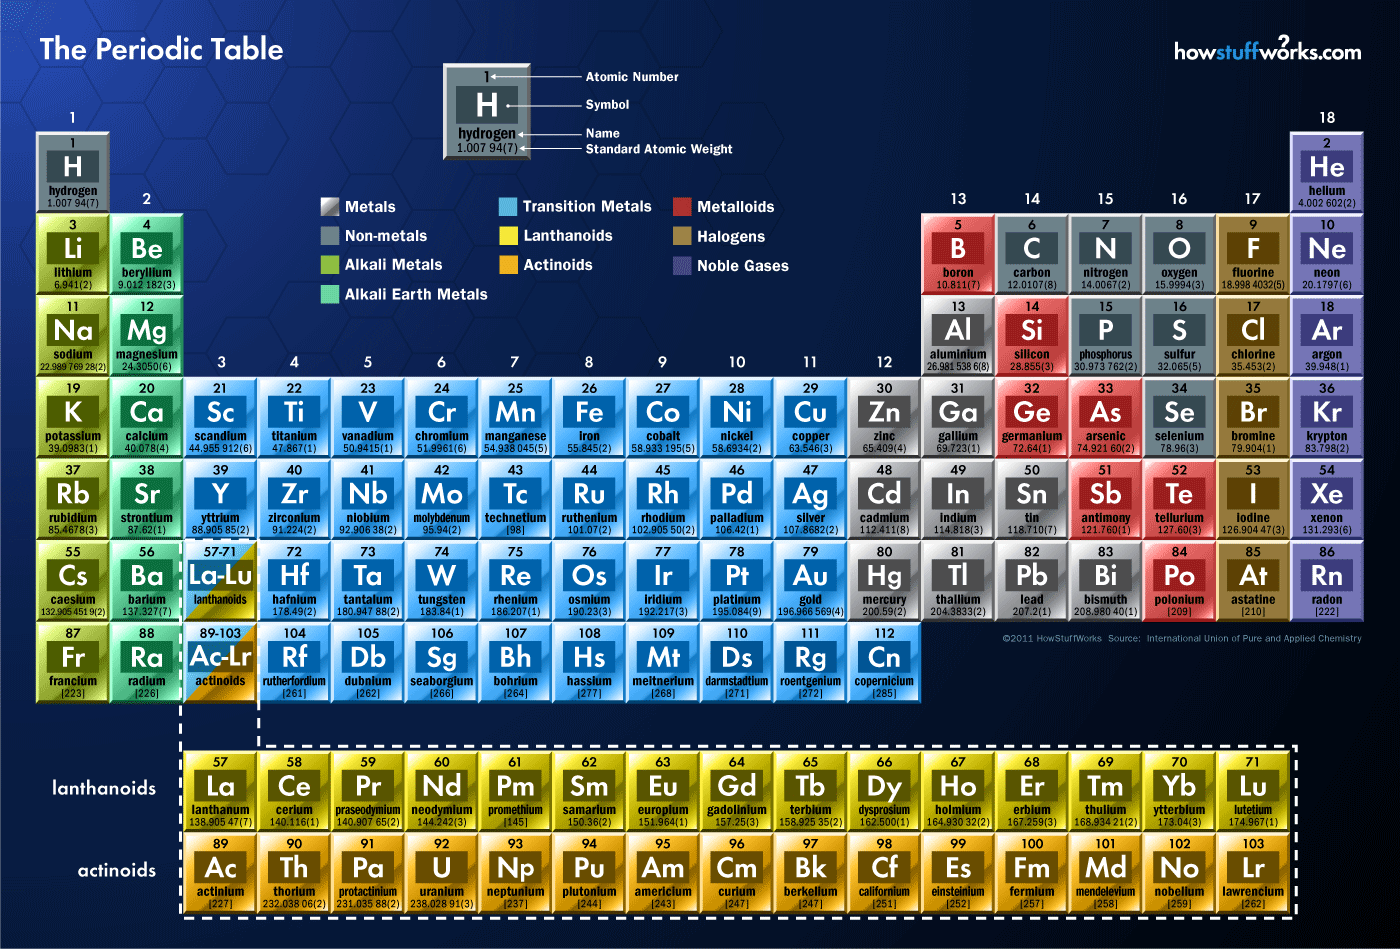 The Periodic Table
howstuffworks.com
1
H
hydrogen
1.007 94(7)
Atomic Number
Symbol
Name
Standard Atomic Weight
Metals
Non-metals
Alkali Metals
Alkali Earth Metals
Transition Metals
Lanthanoids
Actinoids
Metalloids
Halogens
Noble Gases
1 18
1 2
H He
hydrogen helium
1.007 94(7) 4.002 602(2)
2 13 14 15 16 17
3 4 5 6 7 8 9 10
Li Be B C N O F Ne
lithium beryllium boron carbon nitrogen oxygen fluorine neon
6.941(2) 9.012 182(3) 10.811(7) 12.0107(8) 14.0067(2) 15.9994(3) 18.998 4032(5) 20.1797(6)
11 12 13 14 15 16 17 18
Na Mg Al Si P S Cl Ar
sodium magnesium aluminium silicon phosphorus sulfur chlorine argon
22.989 769 28(2) 24.3050(6) 26.981 538 6(8) 28.855(3) 30.973 762(2) 32.065(5) 35.453(2) 39.948(1)
3 4 5 6 7 8 9 10 11 12
19 20 21 22 23 24 25 26 27 28 29 30 31 32 33 34 35 36
K Ca Sc Ti V Cr Mn Fe Co Ni Cu Zn Ga Ge As Se Br Kr
potassium calcium scandium titanium vanadium chromium manganese iron cobalt nickel copper zinc gallium germanium arsenic selenium bromine krypton
39.0983(1) 40.078(4) 44.955 912(6) 47.867(1) 50.9415(1) 51.9961(6) 54.938 045(5) 55.845(2) 58.933 195(5) 58.6934(2) 63.546(3) 65.409(4) 69.723(1) 72.64(1) 74.921 60(2) 78.96(3) 79.904(1) 83.798(2)
37 38 39 40 41 42 43 44 45 46 47 48 49 50 51 52 53 54
Rb Sr Y Zr Nb Mo Tc Ru Rh Pd Ag Cd In Sn Sb Te I Xe
rubidium strontium yttrium zirconium niobium molybdenum technetium ruthenium rhodium palladium silver cadmium indium tin antimony tellurium iodine xenon
85.4678(3) 87.62(1) 88.905 85(2) 91.224(2) 92.906 38(2) 95.94(2) [98] 101.07(2) 102.905 50(2) 106.42(1) 107.8682(2) 112.411(8) 114.818(3) 118.710(7) 121.760(1) 127.60(3) 126.904 47(3) 131.293(6)
55 56 57-71 72 73 74 75 76 77 78 79 80 81 82 83 84 85 86
Cs Ba La-Lu Hf Ta W Re Os Ir Pt Au Hg Tl Pb Bi Po At Rn
caesium barium lanthanoids hafnium tantalum tungsten rhenium osmium iridium platinum gold mercury thallium lead bismuth polonium astatine radon
132.905 451 9(2) 137.327(7) 178.49(2) 180.947 88(2) 183.84(1) 186.207(1) 190.23(3) 192.217(3) 195.084(9) 196.966 569(4) 200.59(2) 204.3833(2) 207.2(1) 208.980 40(1) [209] [210] [222]
87 88 89-103 104 105 106 107 108 109 110 111 112
Fr Ra Ac-Lr Rf Db Sg Bh Hs Mt Ds Rg Cn
francium radium actinoids rutherfordium dubnium seaborgium bohrium hassium meitnerium darmstadtium roentgenium copernicium
[223] [226] [261] [262] [266] [264] [277] [268] [271] [272] [285]
©2011 HowStuffWorks Source: International Union of Pure and Applied Chemistry
lanthanoids
57 58 59 60 61 62 63 64 65 66 67 68 69 70 71
La Ce Pr Nd Pm Sm Eu Gd Tb Dy Ho Er Tm Yb Lu
lanthanum cerium praseodymium neodymium promethium samarium europium gadolinium terbium dysprosium holmium erbium thulium ytterbium lutetium
138.905 47(7) 140.116(1) 140.907 65(2) 144.242(3) [145] 150.36(2) 151.964(1) 157.25(3) 158.925 35(2) 162.500(1) 164.930 32(2) 167.259(3) 168.934 21(2) 173.04(3) 174.967(1)
actinoids
89 90 91 92 93 94 95 96 97 98 99 100 101 102 103
Ac Th Pa U Np Pu Am Cm Bk Cf Es Fm Md No Lr
actinium thorium protactinium uranium neptunium plutonium americium curium berkelium californium einsteinium fermium mendelevium nobelium lawrencium
[227] 232.038 06(2) 231.035 88(2) 238.028 91(3) [237] [244] [243] [247] [247] [251] [252] [257] [258] [259] [262]